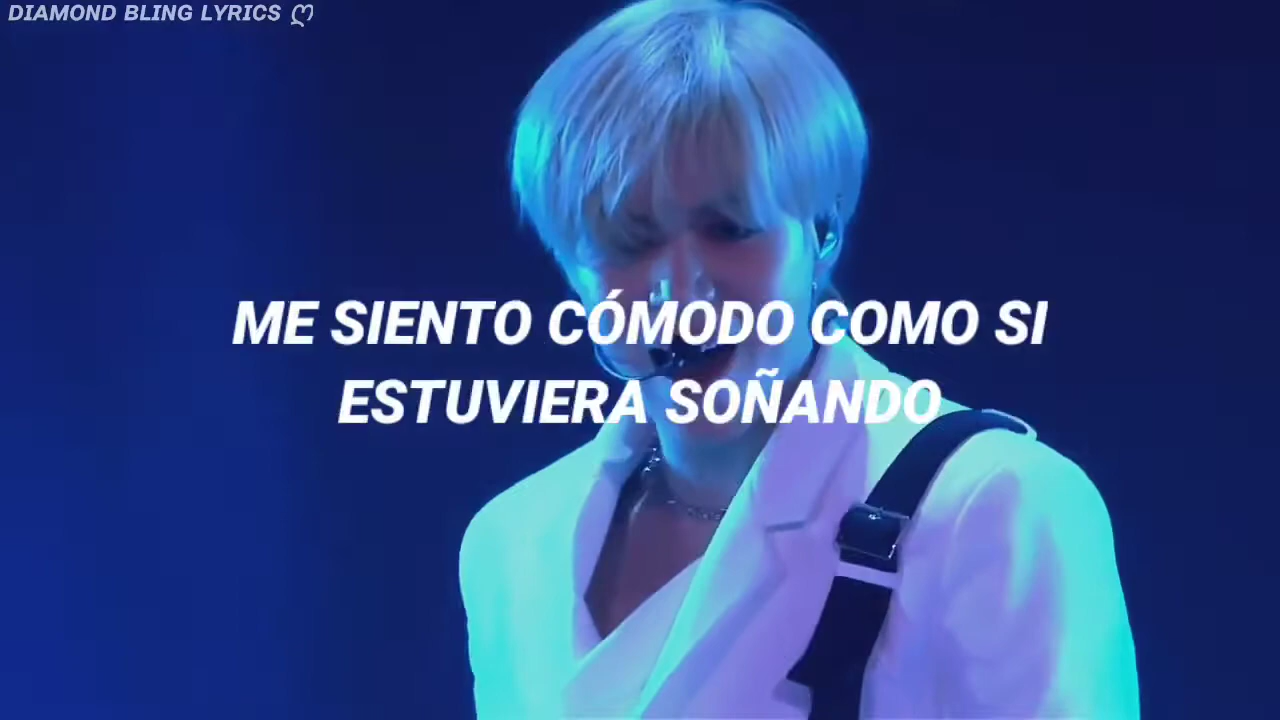 DIAMOND BLING LYRICS ღ
ME SIENTO CÓMODO COMO SI
ESTUVIERA SOÑANDO